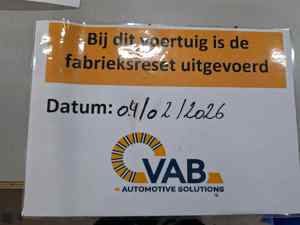 Bij dit voertuig is de
fabrieksreset uitgevoerd
Datum: 04/02/2026
VAB
AUTOMOTIVE SOLUTIONS